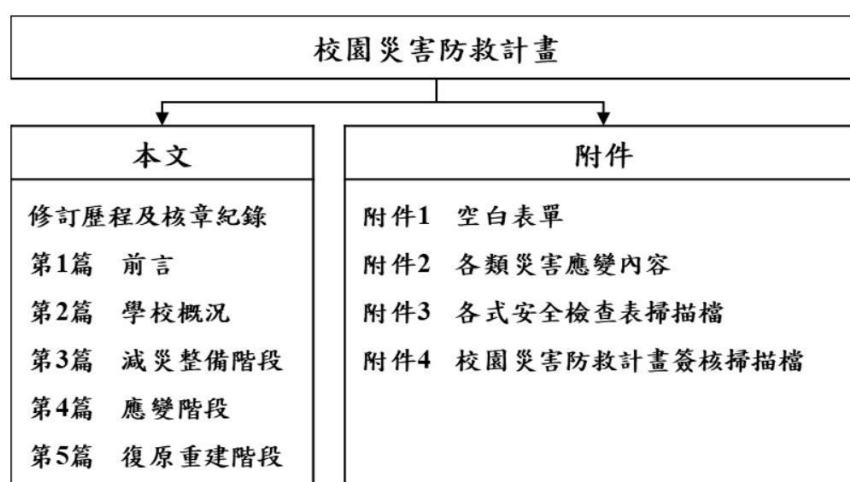 校園災害防救計畫
本文
修訂歷程及核章紀錄
第1篇 前言
第2篇 學校概況
第3篇 減災整備階段
第4篇 應變階段
第5篇 復原重建階段
附件
附件1 空白表單
附件2 各類災害應變內容
附件3 各式安全檢查表掃描檔
附件4 校園災害防救計畫簽核掃描檔